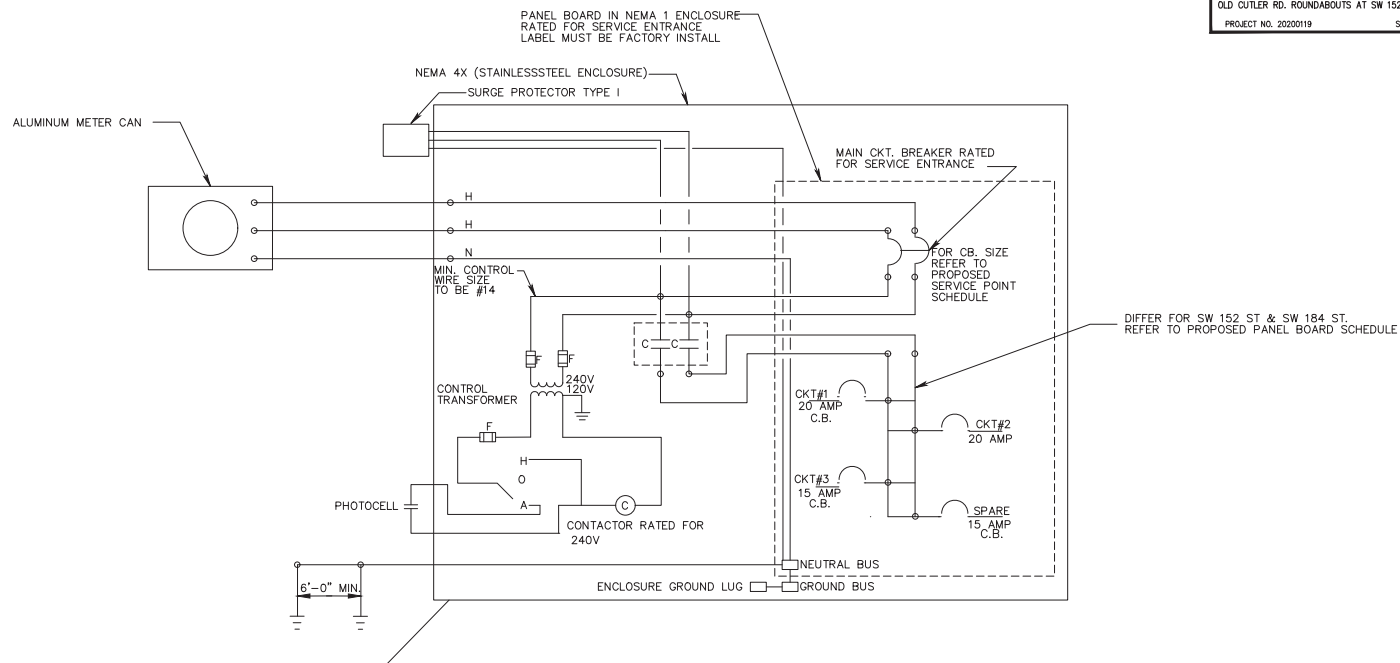 OLD CUTLER RD. ROUNDABOUTS AT SW 152
PROJECT NO. 20200119 S
PANEL BOARD IN NEMA 1 ENCLOSURE
RATED FOR SERVICE ENTRANCE
LABEL MUST BE FACTORY INSTALL
NEMA 4X (STAINLESSSTEEL ENCLOSURE)
SURGE PROTECTOR TYPE I
ALUMINUM METER CAN
MAIN CKT. BREAKER RATED
FOR SERVICE ENTRANCE
H
H
N
FOR CB. SIZE
REFER TO
PROPOSED
SERVICE POINT
SCHEDULE
MIN. CONTROL
WIRE SIZE
TO BE #14
DIFFER FOR SW 152 ST & SW 184 ST.
REFER TO PROPOSED PANEL BOARD SCHEDULE
C C
F F
240V
120V
CONTROL
TRANSFORMER
CKT#1
20 AMP
C.B.
CKT#2
20 AMP
F
H
O
A
CKT#3
15 AMP
C.B.
PHOTOCELL
C
SPARE
15 AMP
C.B.
CONTACTOR RATED FOR
240V
NEUTRAL BUS
6'-0" MIN.
ENCLOSURE GROUND LUG
GROUND BUS